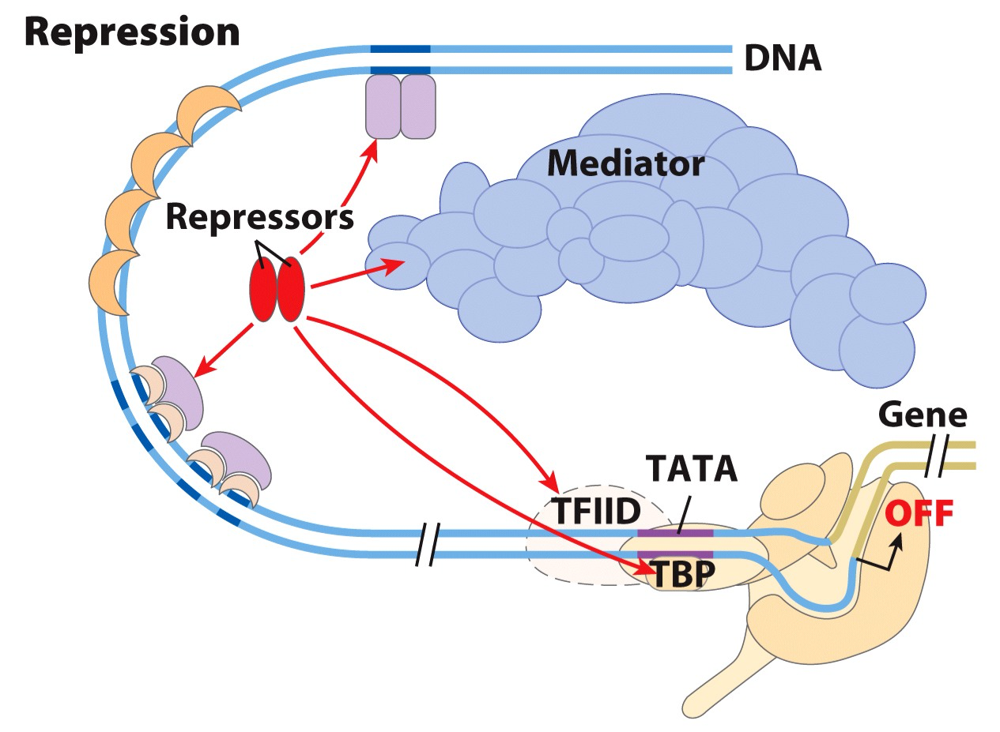 Repression
DNA
Mediator
Repressors
Gene
TATA
TFIID
OFF
TBP